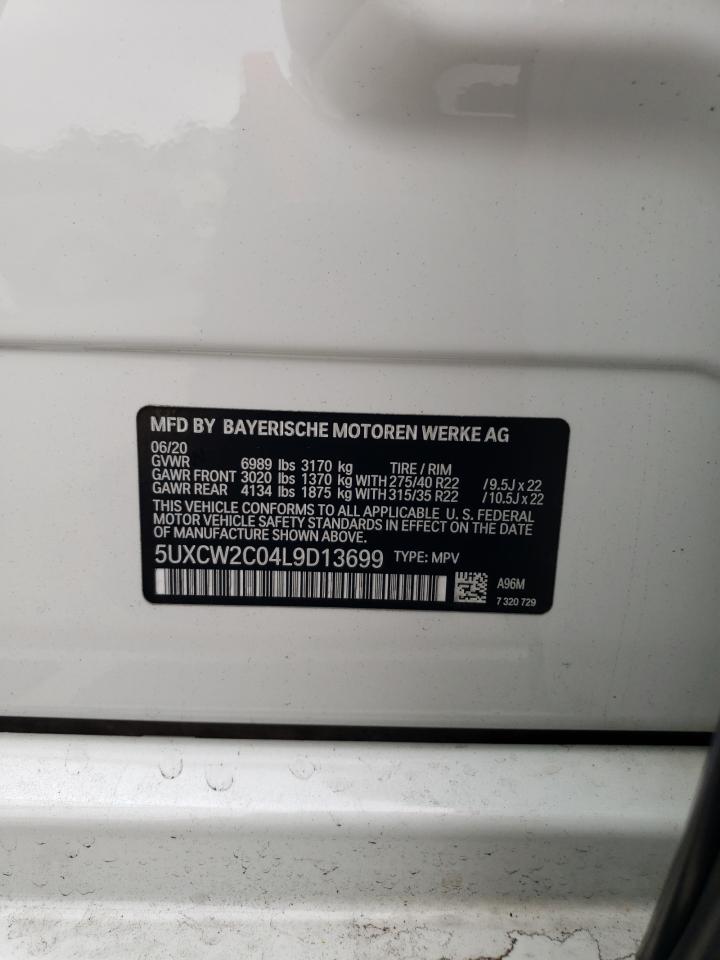 MFD BY BAYERISCHE MOTOREN WERKE AG
06/20
GVWR 6989 lbs 3170 kg TIRE / RIM
GAWR FRONT 3020 lbs 1370 kg WITH 275/40 R22 / 9.5J x 22
GAWR REAR 4134 lbs 1875 kg WITH 315/35 R22 / 10.5J x 22
THIS VEHICLE CONFORMS TO ALL APPLICABLE U. S. FEDERAL
MOTOR VEHICLE SAFETY STANDARDS IN EFFECT ON THE DATE
OF MANUFACTURE SHOWN ABOVE.
5UXCW2C04L9D13699 TYPE: MPV
A96M
7 320 729